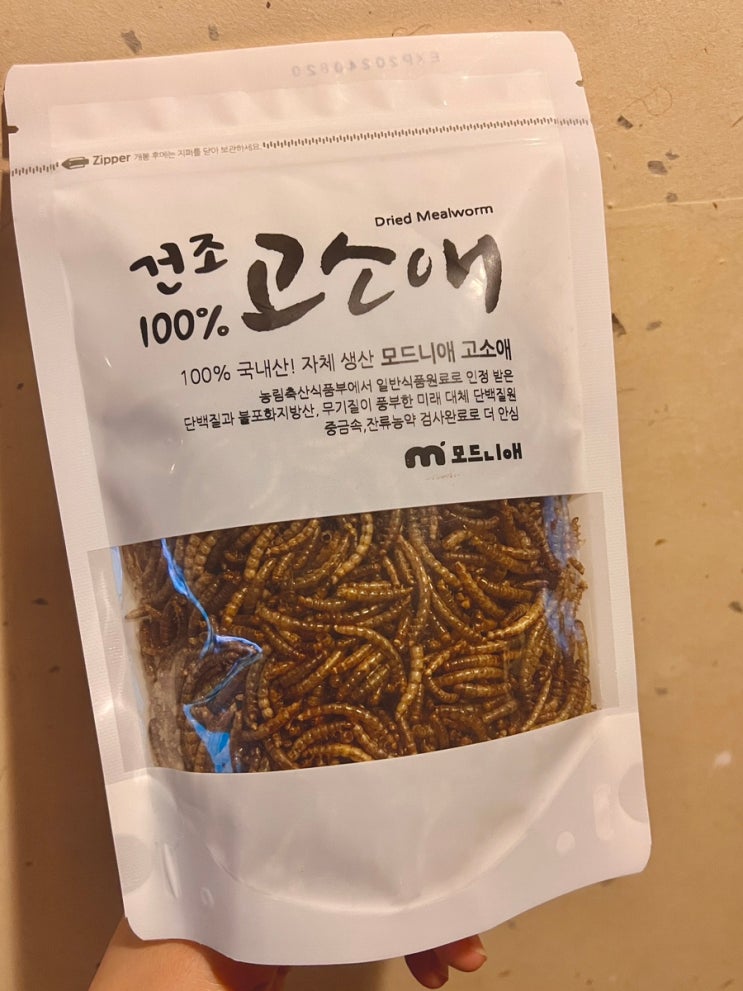 EXP20240820
Zipper 개봉 후에는 지퍼를 닫아 보관하세요.
Dried Mealworm
건조
100%
고소애
100% 국내산! 자체 생산 모드니애 고소애
농림축산식품부에서 일반식품원료로 인정 받은
단백질과 불포화지방산, 무기질이 풍부한 미래 대체 단백질원
중금속,잔류농약 검사완료로 더 안심
m 모드니애